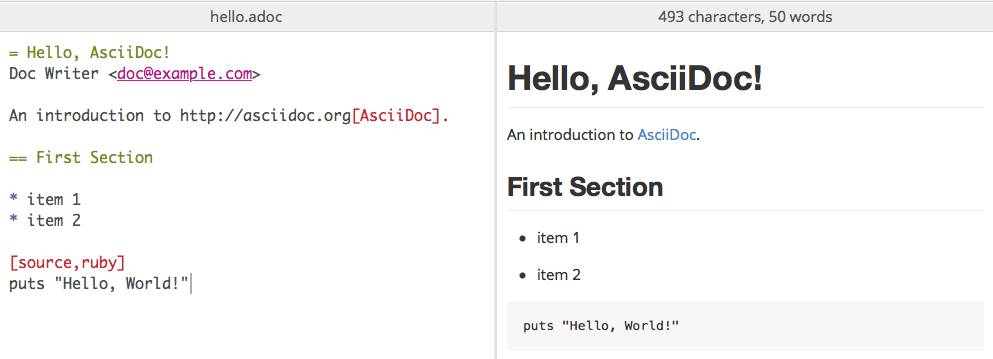 hello.adoc
= Hello, AsciiDoc!
Doc Writer <doc@example.com>
An introduction to http://asciidoc.org[AsciiDoc].
== First Section
* item 1
* item 2
[source,ruby]
puts "Hello, World!"
493 characters, 50 words
Hello, AsciiDoc!
An introduction to AsciiDoc.
First Section
• item 1
• item 2
puts "Hello, World!"